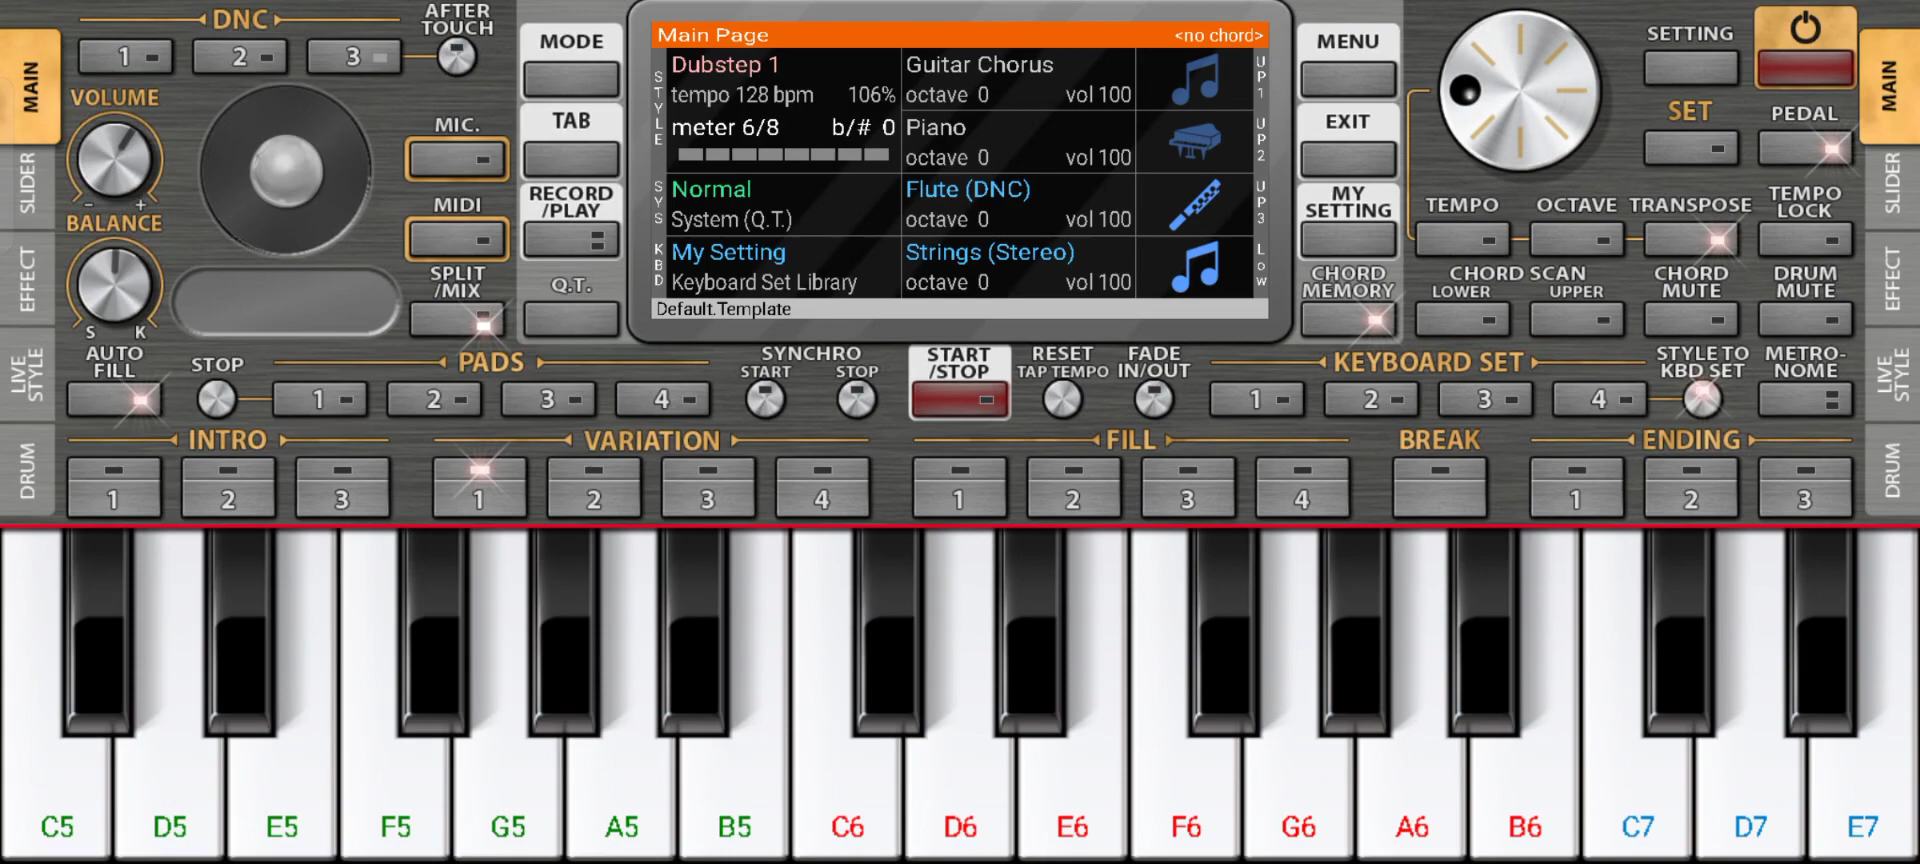 DNC
1 2 3
AFTER
TOUCH
VOLUME
- +
BALANCE
S K
MIC.
MIDI
SPLIT
/MIX
MODE
TAB
RECORD
/PLAY
Q.T.
Main Page <no chord>
STYLE
Dubstep 1
tempo 128 bpm 106%
meter 6/8 b/# 0
SYS
Normal
System (Q.T.)
KBD
My Setting
Keyboard Set Library
Guitar Chorus
octave 0 vol 100
UP1
Piano
octave 0 vol 100
UP2
Flute (DNC)
octave 0 vol 100
UP3
Strings (Stereo)
octave 0 vol 100
Low
Default.Template
MENU
EXIT
MY
SETTING
CHORD
MEMORY
SETTING
SET
PEDAL
TEMPO OCTAVE TRANSPOSE
TEMPO
LOCK
CHORD SCAN
LOWER UPPER
CHORD
MUTE
DRUM
MUTE
MAIN
SLIDER
EFFECT
LIVE
STYLE
DRUM
MAIN
SLIDER
EFFECT
LIVE
STYLE
DRUM
AUTO
FILL
STOP
PADS
1 2 3 4
SYNCHRO
START STOP
START
/STOP
RESET
TAP TEMPO
FADE
IN/OUT
KEYBOARD SET
1 2 3 4
STYLE TO
KBD SET
METRO-
NOME
INTRO
1 2 3
VARIATION
1 2 3 4
FILL
1 2 3 4
BREAK
ENDING
1 2 3
C5 D5 E5 F5 G5 A5 B5 C6 D6 E6 F6 G6 A6 B6 C7 D7 E7